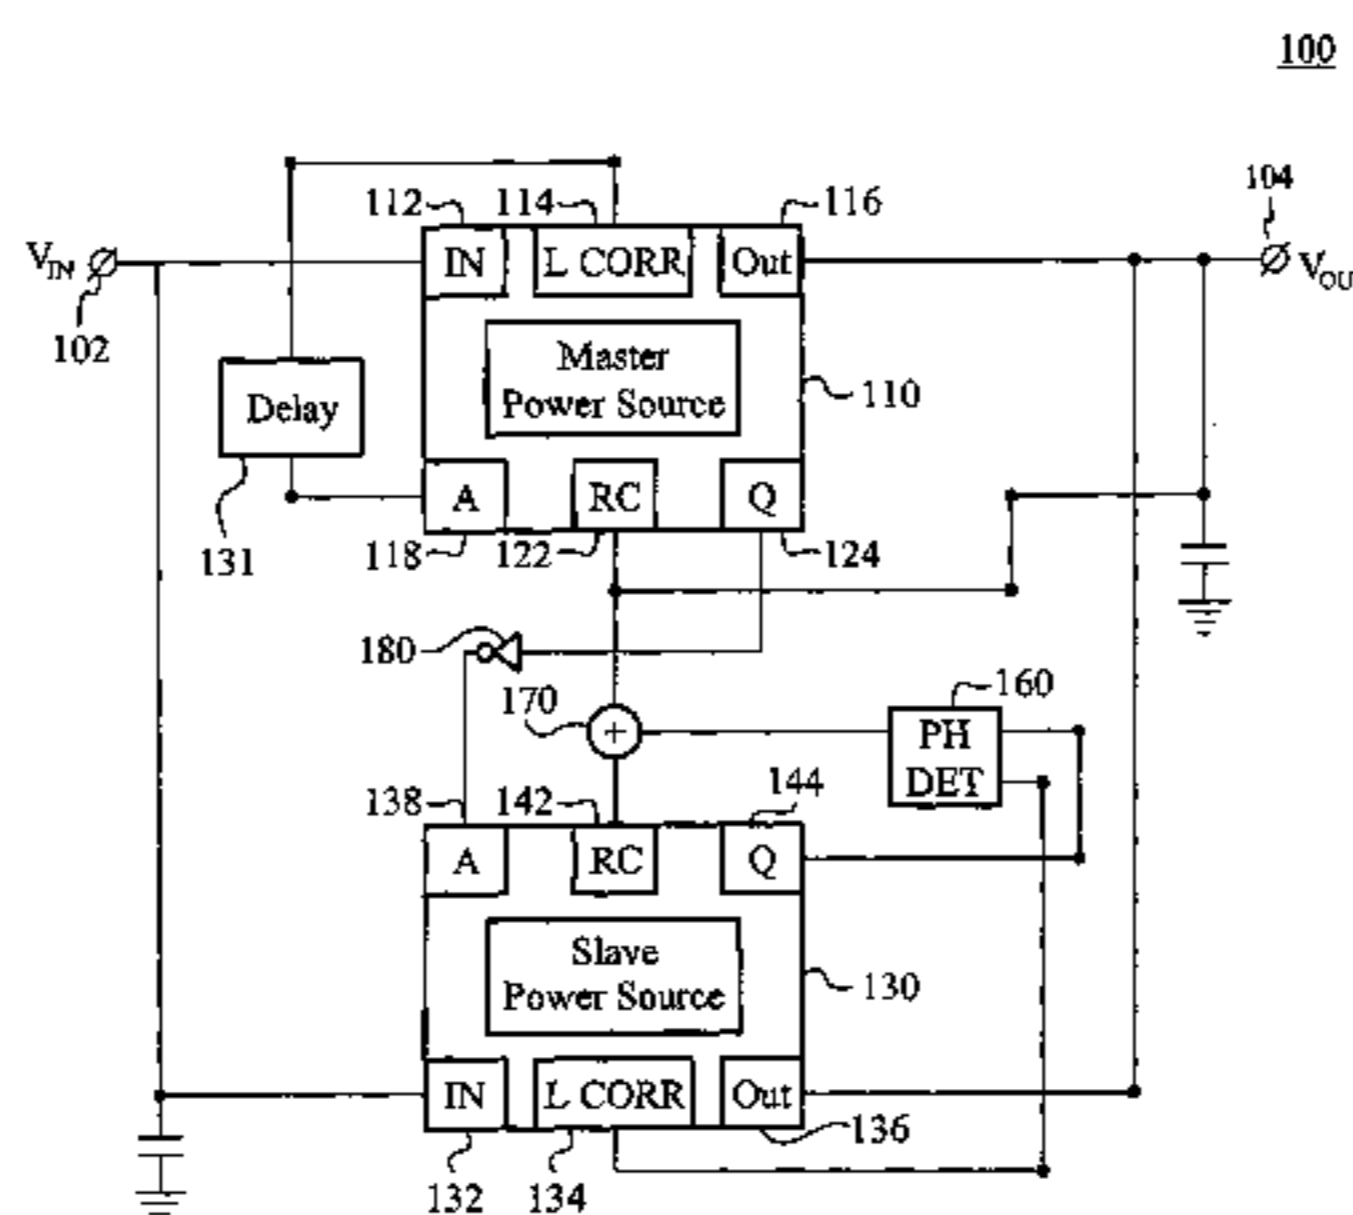 100
104
112
114
116
V_IN
IN
L CORR
Out
V_OU
102
Master
Power Source
110
Delay
A
RC
Q
131
118
122
124
180
170
+
160
PH
DET
138
142
144
A
RC
Q
Slave
Power Source
130
IN
L CORR
Out
136
132
134